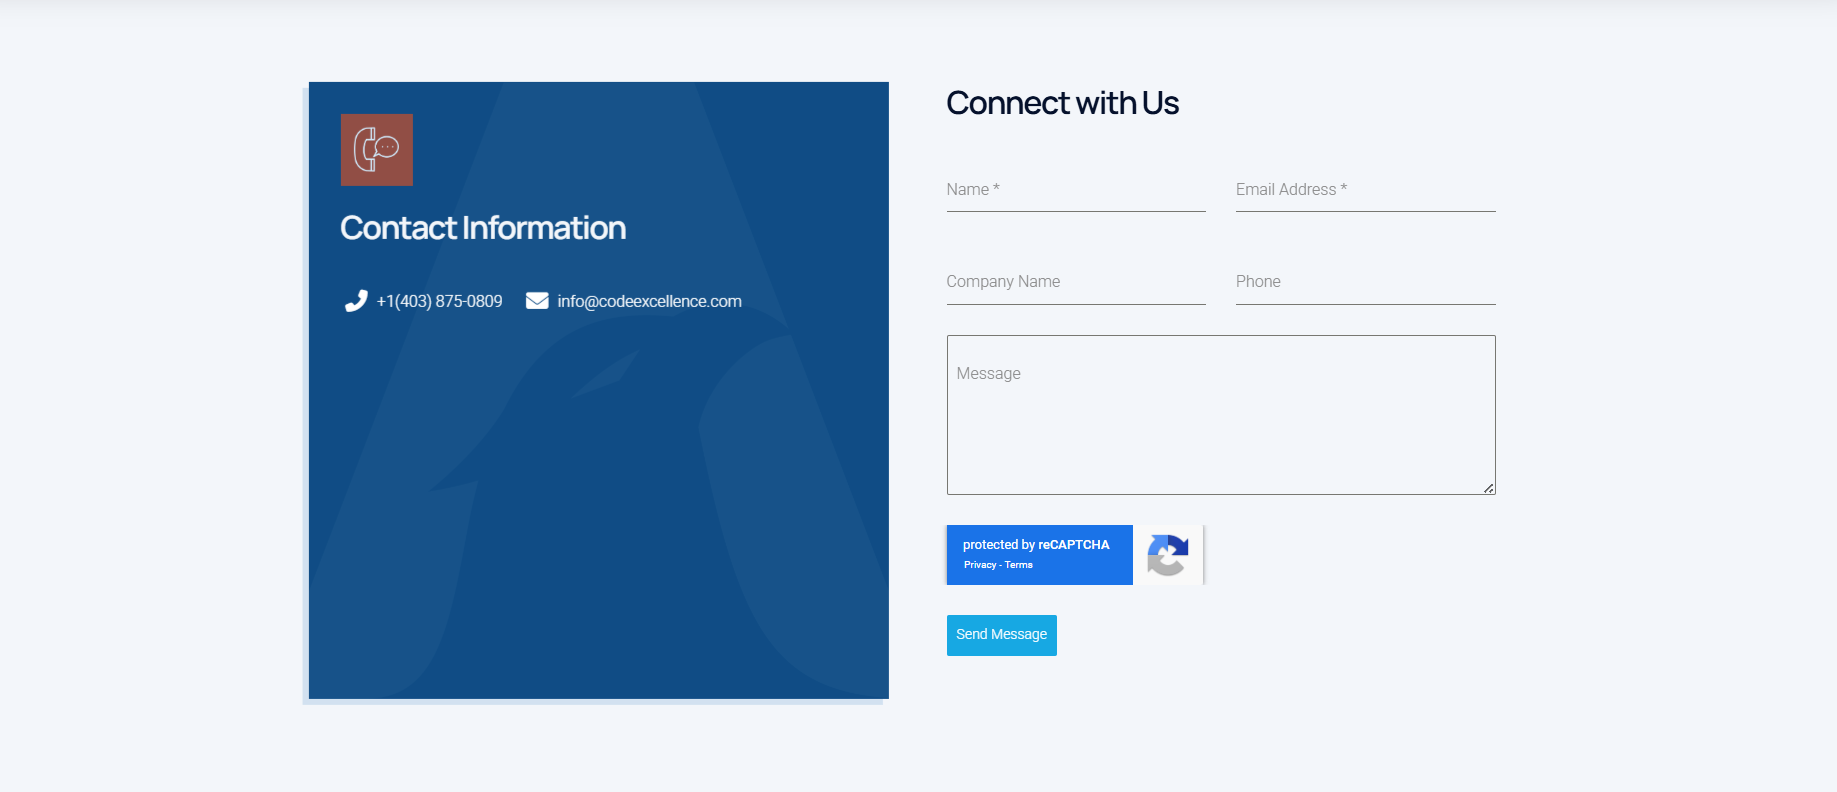 Contact Information
+1(403) 875-0809 info@codeexcellence.com
Connect with Us
Name * Email Address *
Company Name Phone
Message
protected by reCAPTCHA
Privacy - Terms
Send Message